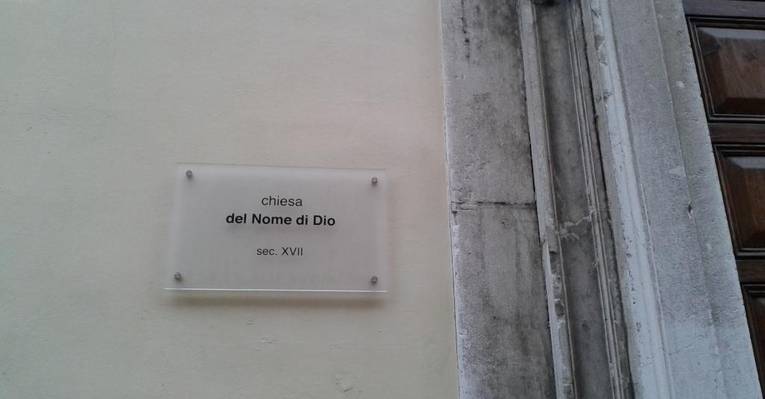 chiesa
del Nome di Dio
sec. XVII